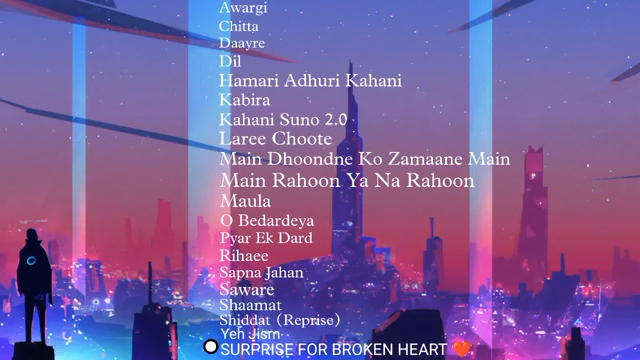 Awargi
Chitta
Daayre
Dil
Hamari Adhuri Kahani
Kabira
Kahani Suno 2.0
Laree Choote
Main Dhoondne Ko Zamaane Main
Main Rahoon Ya Na Rahoon
Maula
O Bedardeya
Pyar Ek Dard
Rihaee
Sapna Jahan
Saware
Shaamat
Shiddat (Reprise)
Yeh Jism
SURPRISE FOR BROKEN HEART ❤️